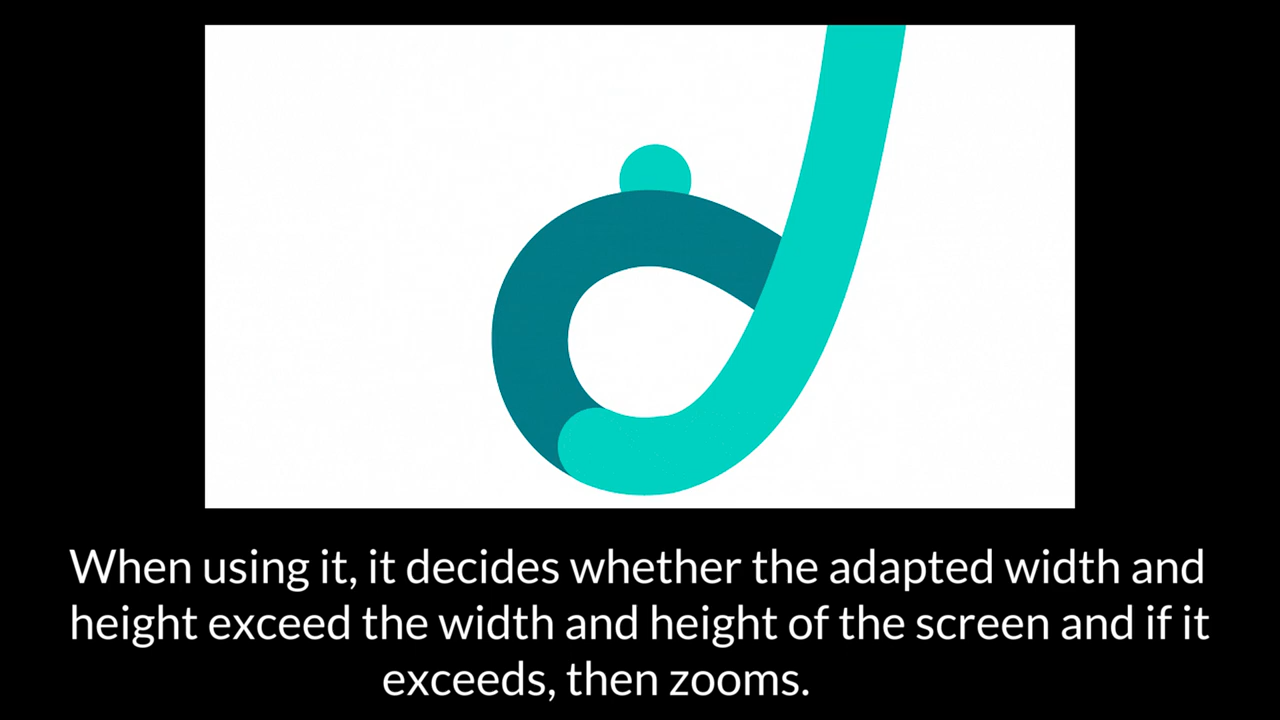 When using it, it decides whether the adapted width and
height exceed the width and height of the screen and if it
exceeds, then zooms.